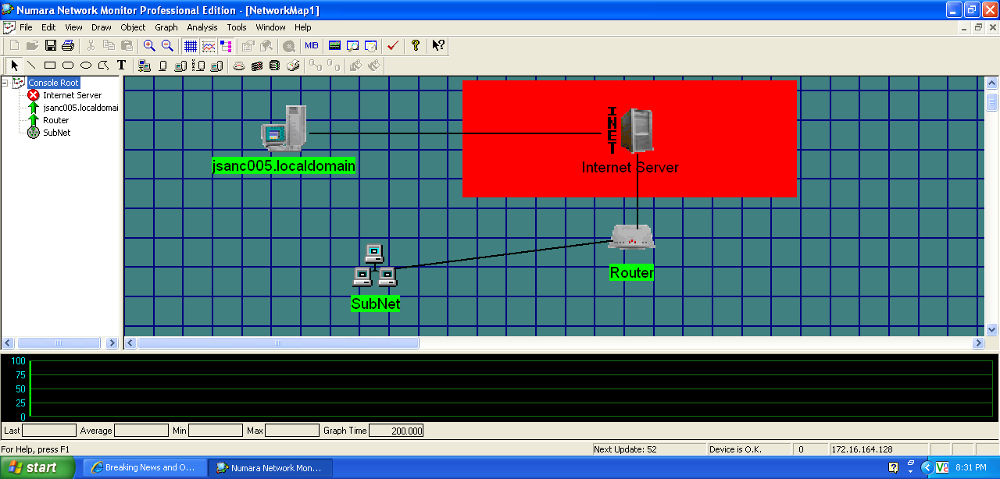 Numara Network Monitor Professional Edition - [NetworkMap1]
File Edit View Draw Object Graph Analysis Tools Window Help
MIB
T
Console Root
Internet Server
jsanc005.localdomai
Router
SubNet
INET
jsanc005.localdomain
Internet Server
Router
SubNet
100
75
50
25
0
Last Average Min Max Graph Time 200.000
For Help, press F1 Next Update: 52 Device is O.K. 0 172.16.164.128
start Breaking News and O... Numara Network Mon... 8:31 PM